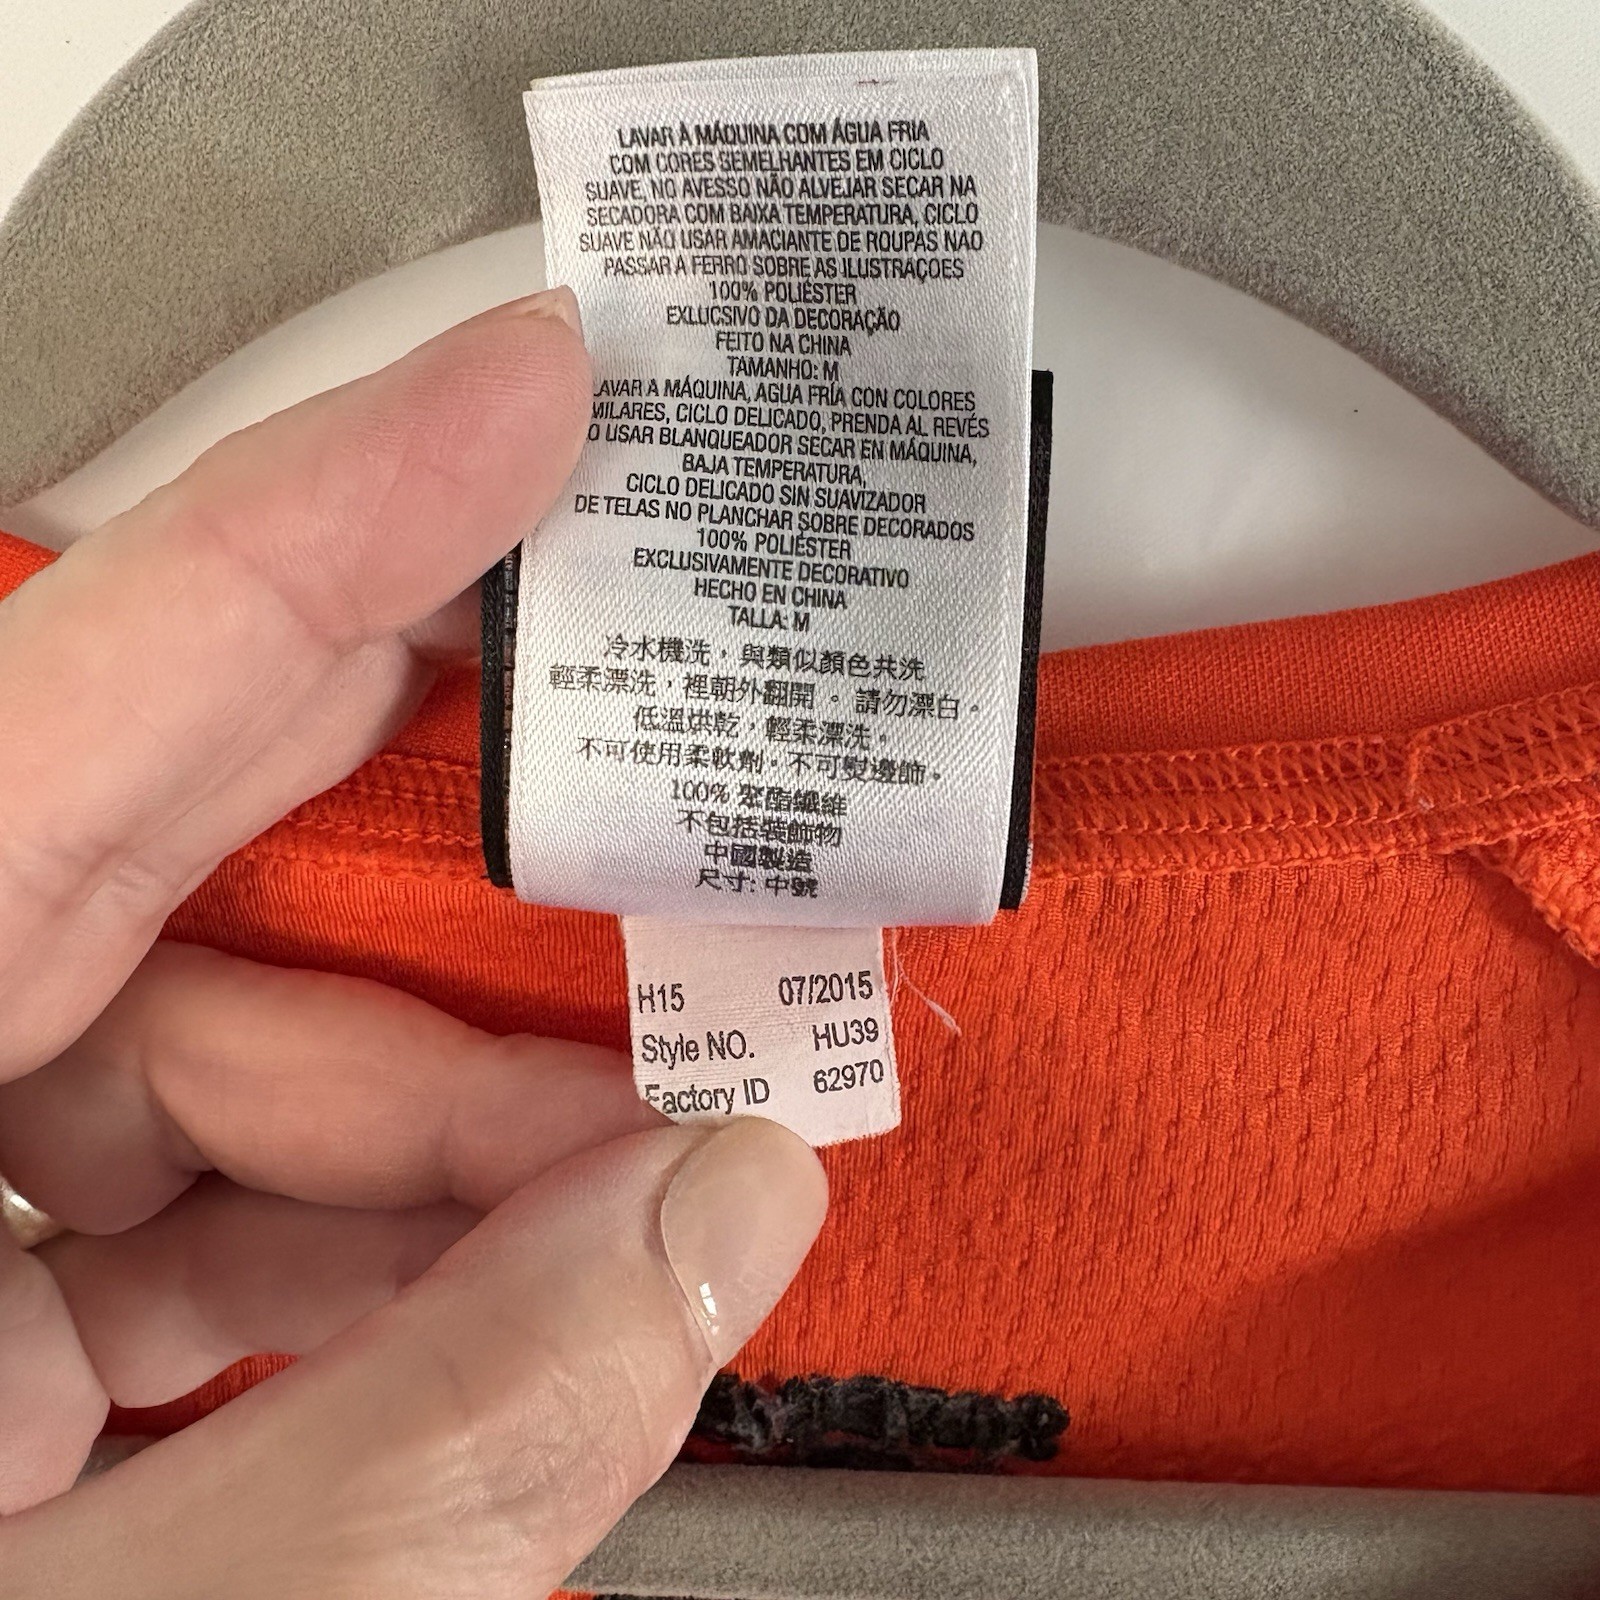 LAVAR À MÁQUINA COM ÁGUA FRIA
COM CORES SEMELHANTES EM CICLO
SUAVE, NO AVESSO NÃO ALVEJAR SECAR NA
SECADORA COM BAIXA TEMPERATURA, CICLO
SUAVE NÃO USAR AMACIANTE DE ROUPAS NAO
PASSAR A FERRO SOBRE AS ILUSTRAÇOES
100% POLIÉSTER
EXLUCSIVO DA DECORAÇÃO
FEITO NA CHINA
TAMANHO: M
LAVAR A MÁQUINA, AGUA FRÍA CON COLORES
MILARES, CICLO DELICADO, PRENDA AL REVÉS
O USAR BLANQUEADOR SECAR EN MÁQUINA,
BAJA TEMPERATURA,
CICLO DELICADO SIN SUAVIZADOR
DE TELAS NO PLANCHAR SOBRE DECORADOS
100% POLIÉSTER
EXCLUSIVAMENTE DECORATIVO
HECHO EN CHINA
TALLA: M
冷水機洗，與類似顏色共洗
輕柔漂洗，裡朝外翻開。請勿漂白。
低溫烘乾，輕柔漂洗。
不可使用柔軟劑。不可熨邊飾。
100% 聚酯纖維
不包括裝飾物
中國製造
尺寸: 中號
H15 07/2015
Style NO. HU39
Factory ID 62970